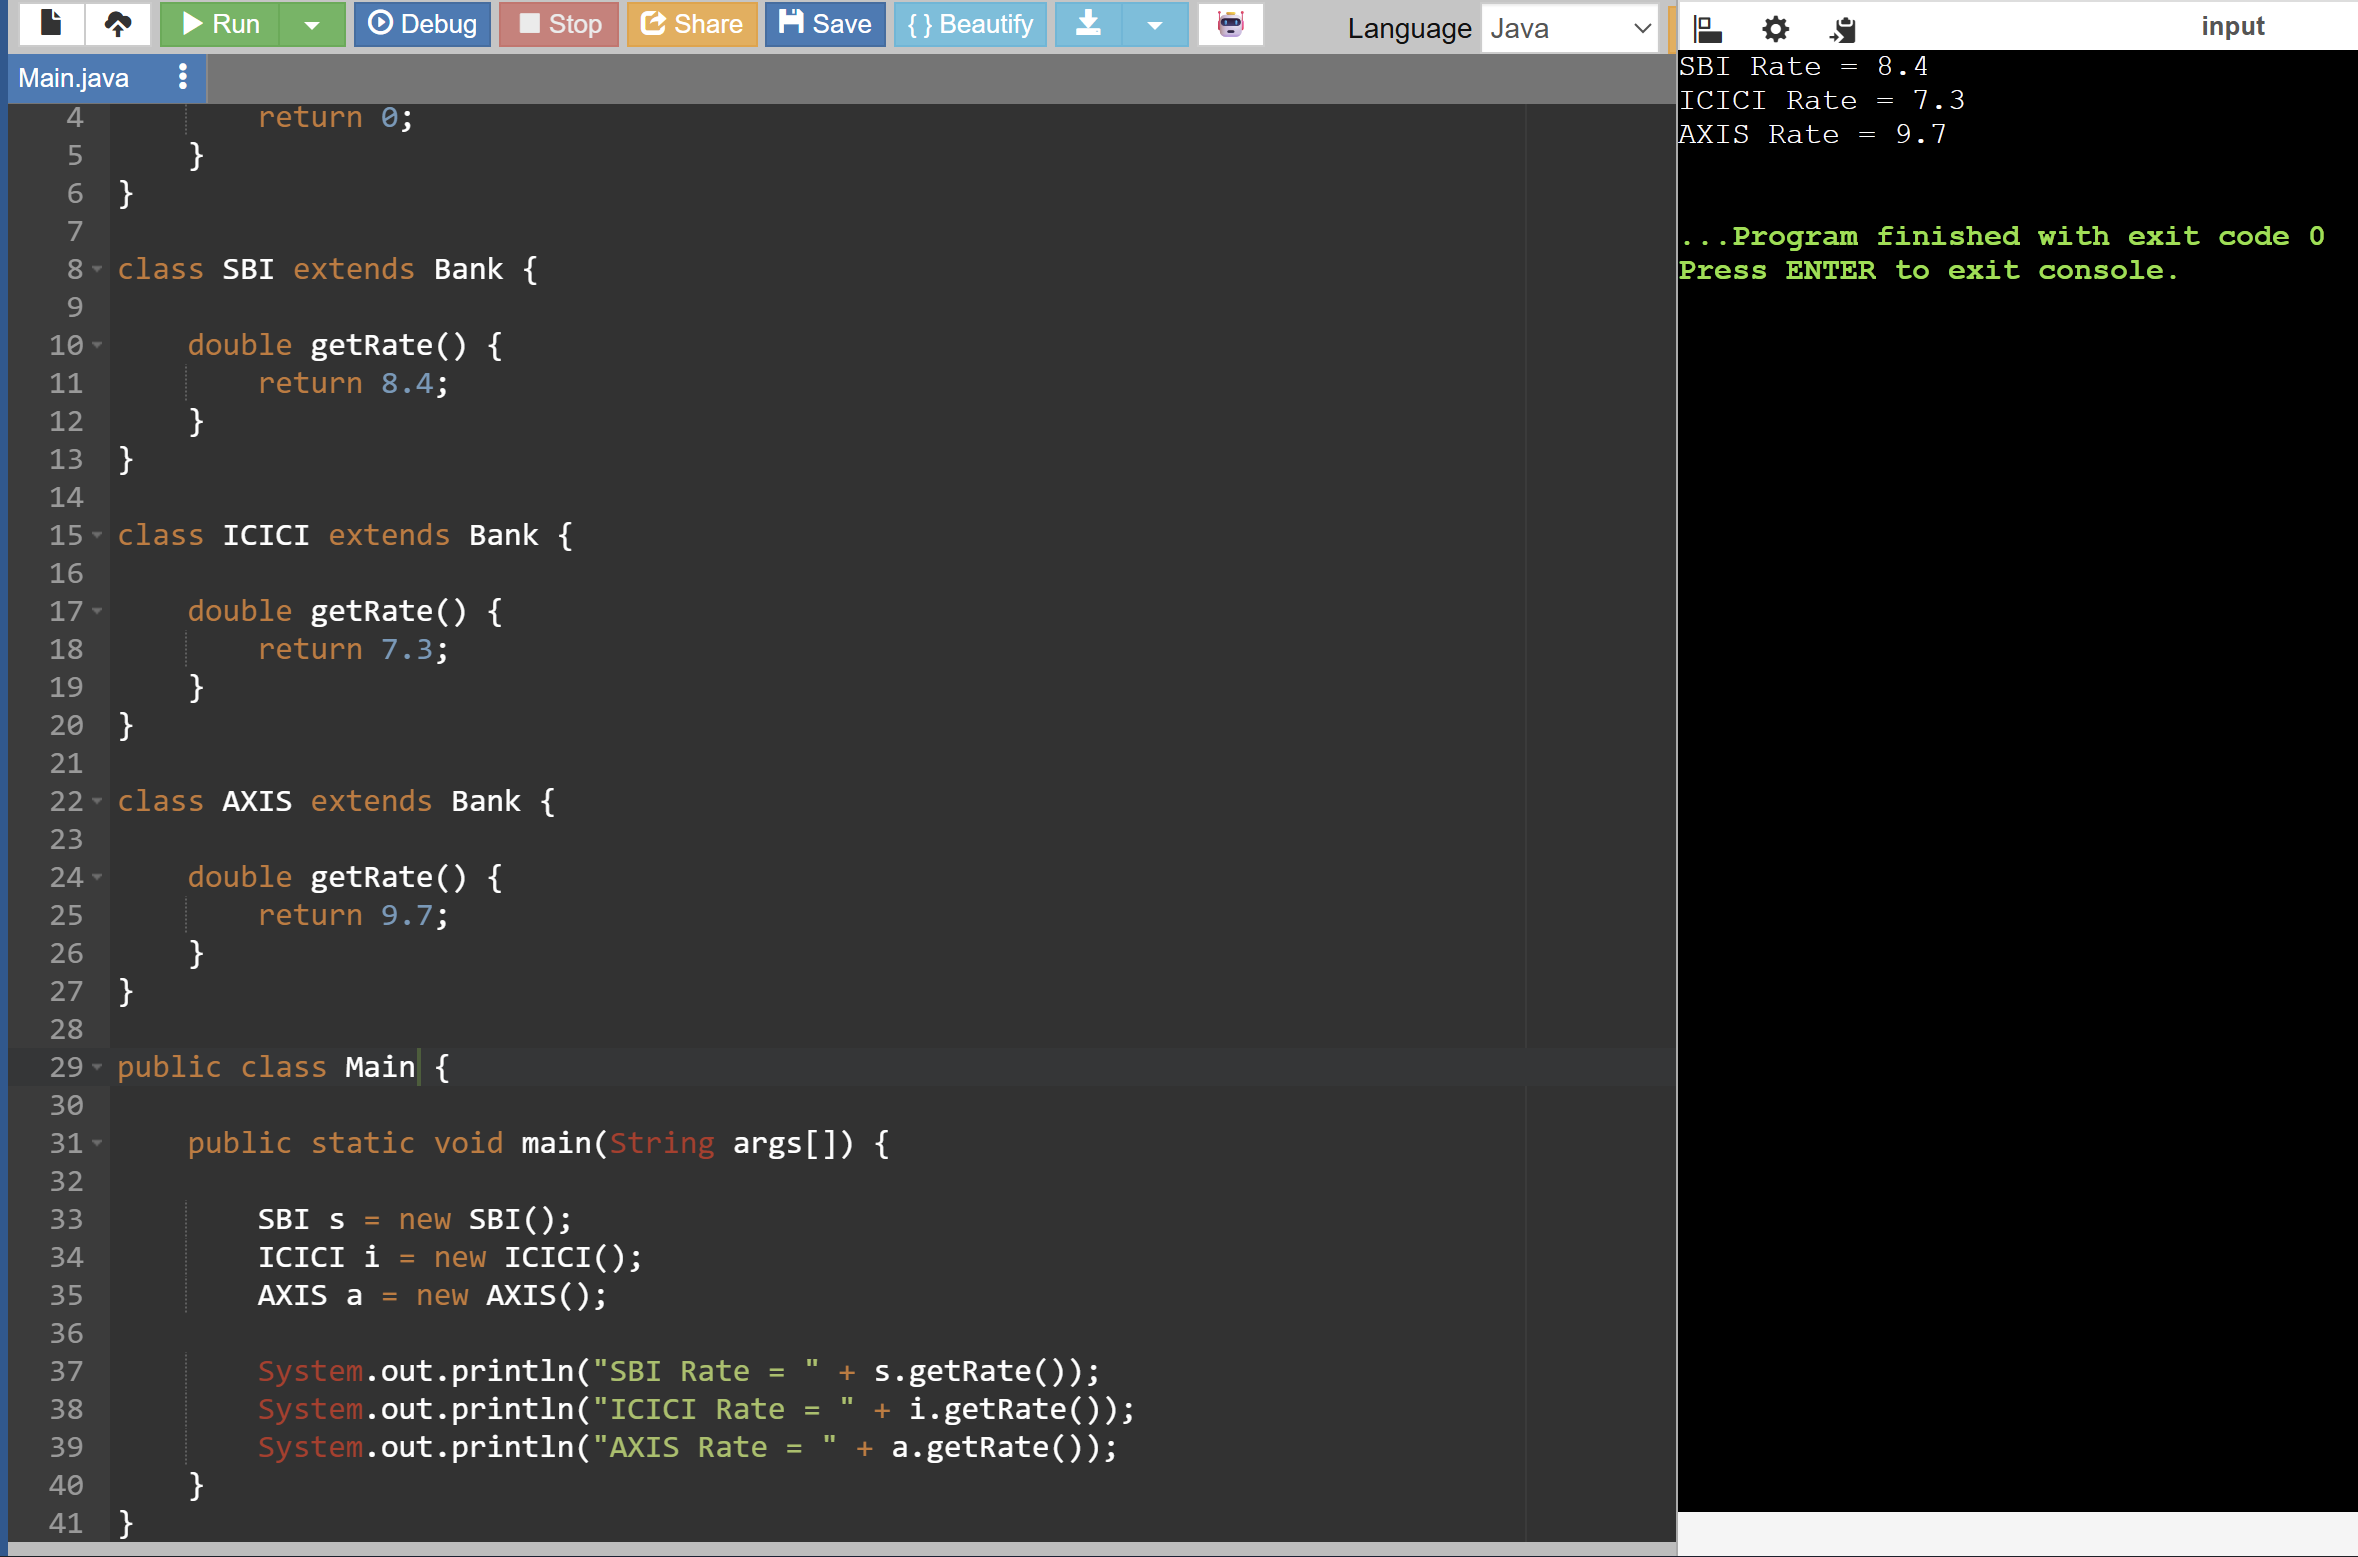 Run Debug Stop Share Save { } Beautify Language Java input
Main.java
4         return 0;
5     }
6 }
7
8 class SBI extends Bank {
9
10     double getRate() {
11         return 8.4;
12     }
13 }
14
15 class ICICI extends Bank {
16
17     double getRate() {
18         return 7.3;
19     }
20 }
21
22 class AXIS extends Bank {
23
24     double getRate() {
25         return 9.7;
26     }
27 }
28
29 public class Main {
30
31     public static void main(String args[]) {
32
33         SBI s = new SBI();
34         ICICI i = new ICICI();
35         AXIS a = new AXIS();
36
37         System.out.println("SBI Rate = " + s.getRate());
38         System.out.println("ICICI Rate = " + i.getRate());
39         System.out.println("AXIS Rate = " + a.getRate());
40     }
41 }
SBI Rate = 8.4
ICICI Rate = 7.3
AXIS Rate = 9.7
...Program finished with exit code 0
Press ENTER to exit console.